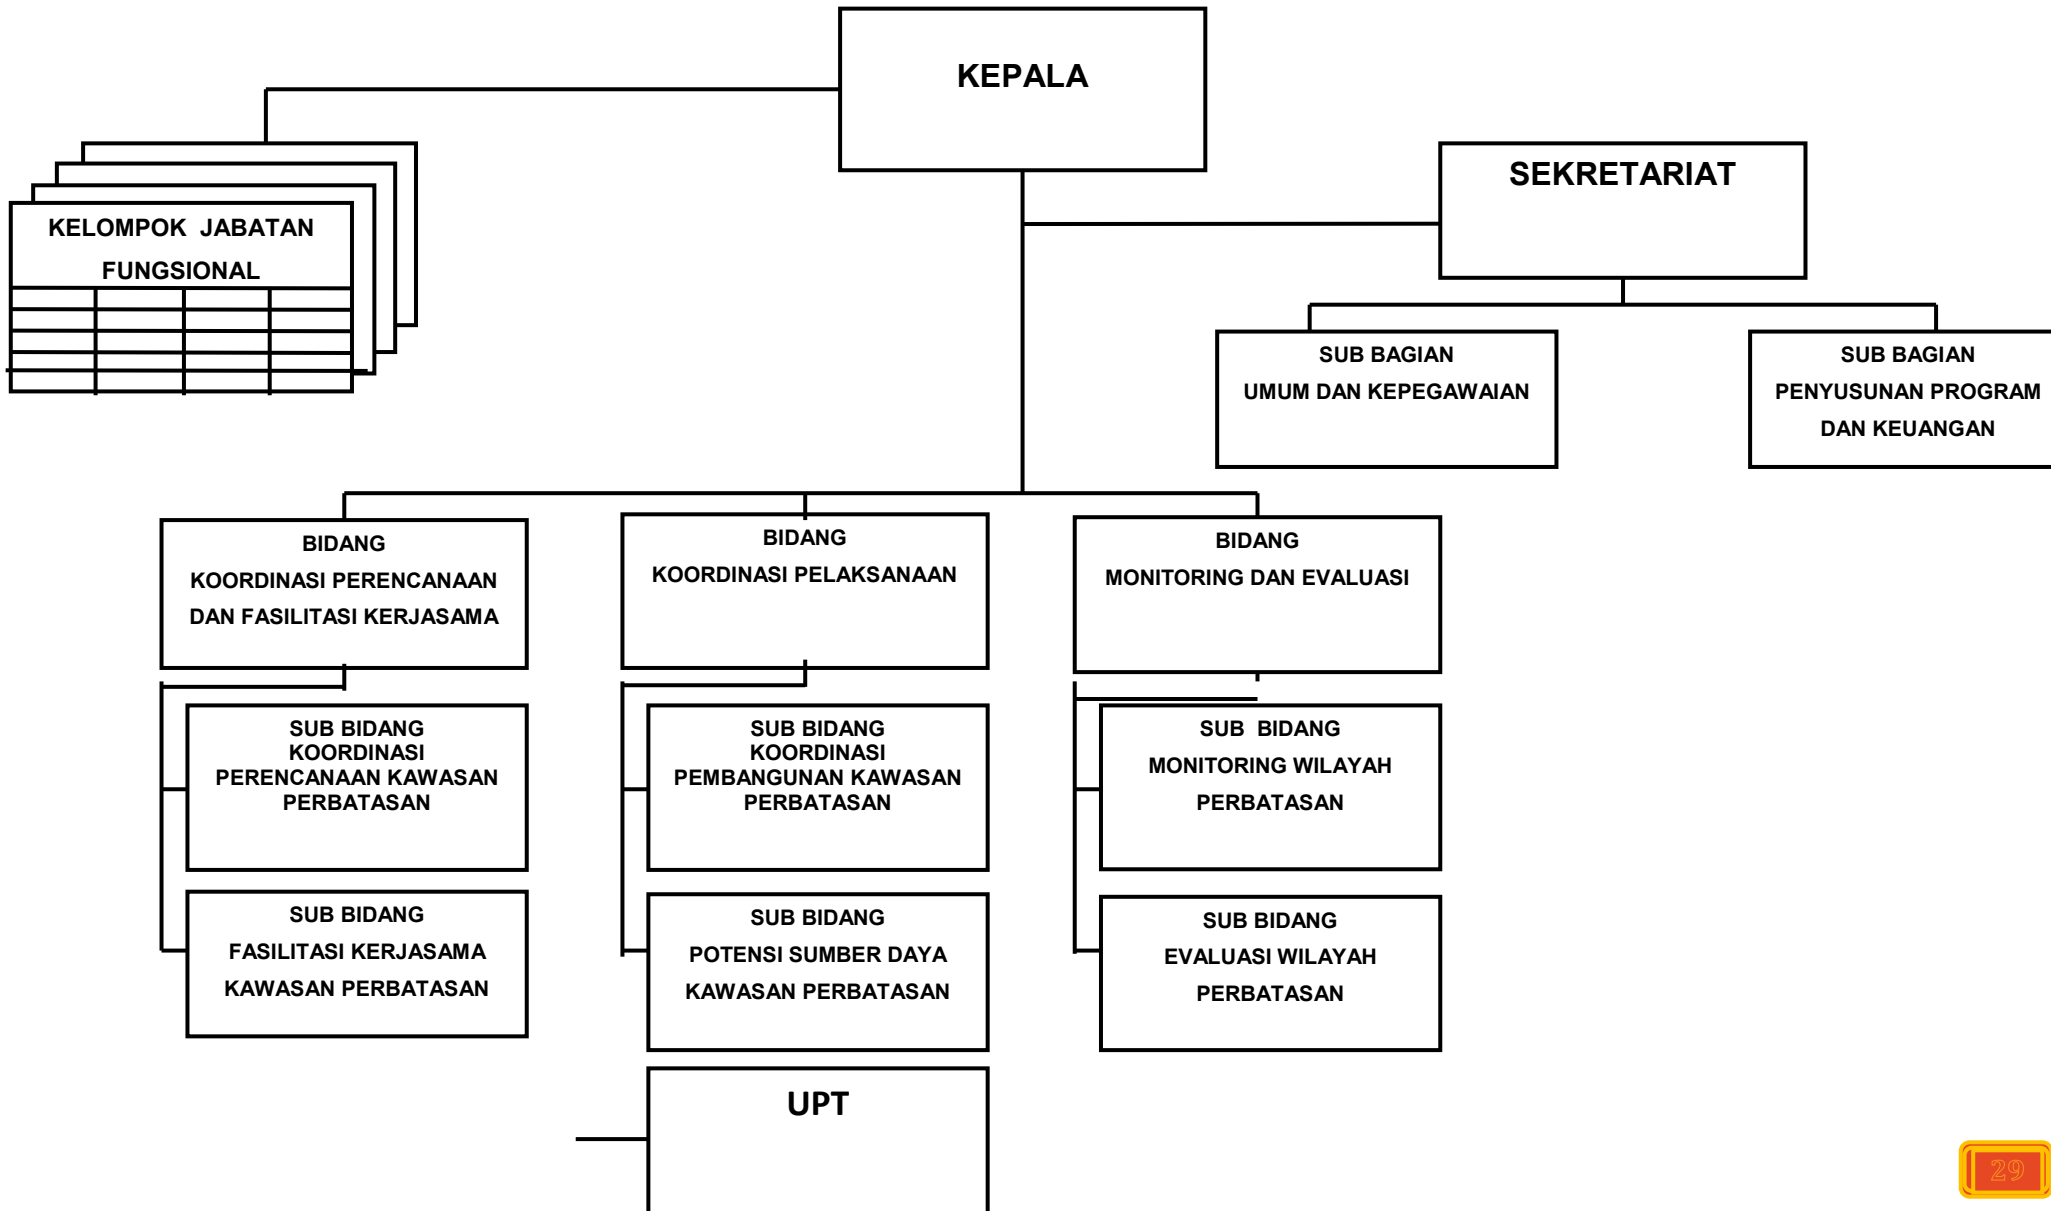 KEPALA
SEKRETARIAT
KELOMPOK JABATAN
FUNGSIONAL
SUB BAGIAN
UMUM DAN KEPEGAWAIAN
SUB BAGIAN
PENYUSUNAN PROGRAM
DAN KEUANGAN
BIDANG
KOORDINASI PERENCANAAN
DAN FASILITASI KERJASAMA
BIDANG
KOORDINASI PELAKSANAAN
BIDANG
MONITORING DAN EVALUASI
SUB BIDANG
KOORDINASI
PERENCANAAN KAWASAN
PERBATASAN
SUB BIDANG
KOORDINASI
PEMBANGUNAN KAWASAN
PERBATASAN
SUB BIDANG
MONITORING WILAYAH
PERBATASAN
SUB BIDANG
FASILITASI KERJASAMA
KAWASAN PERBATASAN
SUB BIDANG
POTENSI SUMBER DAYA
KAWASAN PERBATASAN
SUB BIDANG
EVALUASI WILAYAH
PERBATASAN
UPT
29